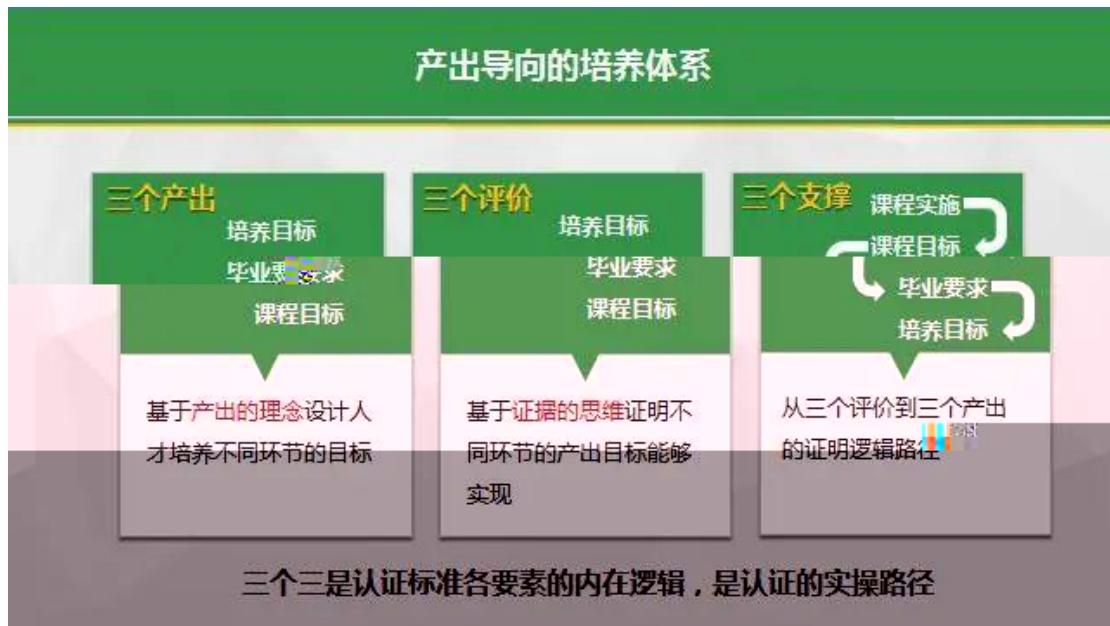 产出导向的培养体系
三个产出
培养目标
毕业要求
课程目标
基于产出的理念设计人
才培养不同环节的目标
三个评价
培养目标
毕业要求
课程目标
基于证据的思维证明不
同环节的产出目标能够
实现
三个支撑
课程实施
课程目标
毕业要求
培养目标
从三个评价到三个产出
的证明逻辑路径
三个三是认证标准各要素的内在逻辑，是认证的实操路径